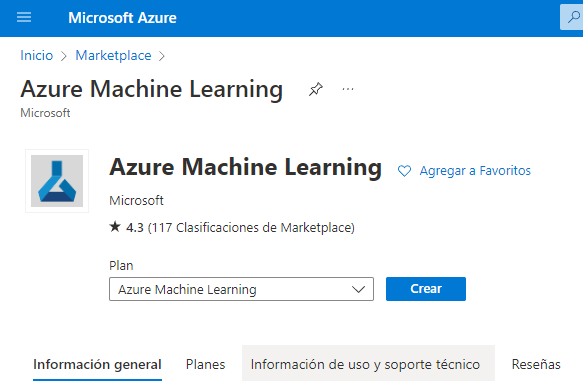 Microsoft Azure
Inicio > Marketplace >
Azure Machine Learning ...
Microsoft
Azure Machine Learning Agregar a Favoritos
Microsoft
★ 4.3 (117 Clasificaciones de Marketplace)
Plan
Azure Machine Learning Crear
Información general Planes Información de uso y soporte técnico Reseñas